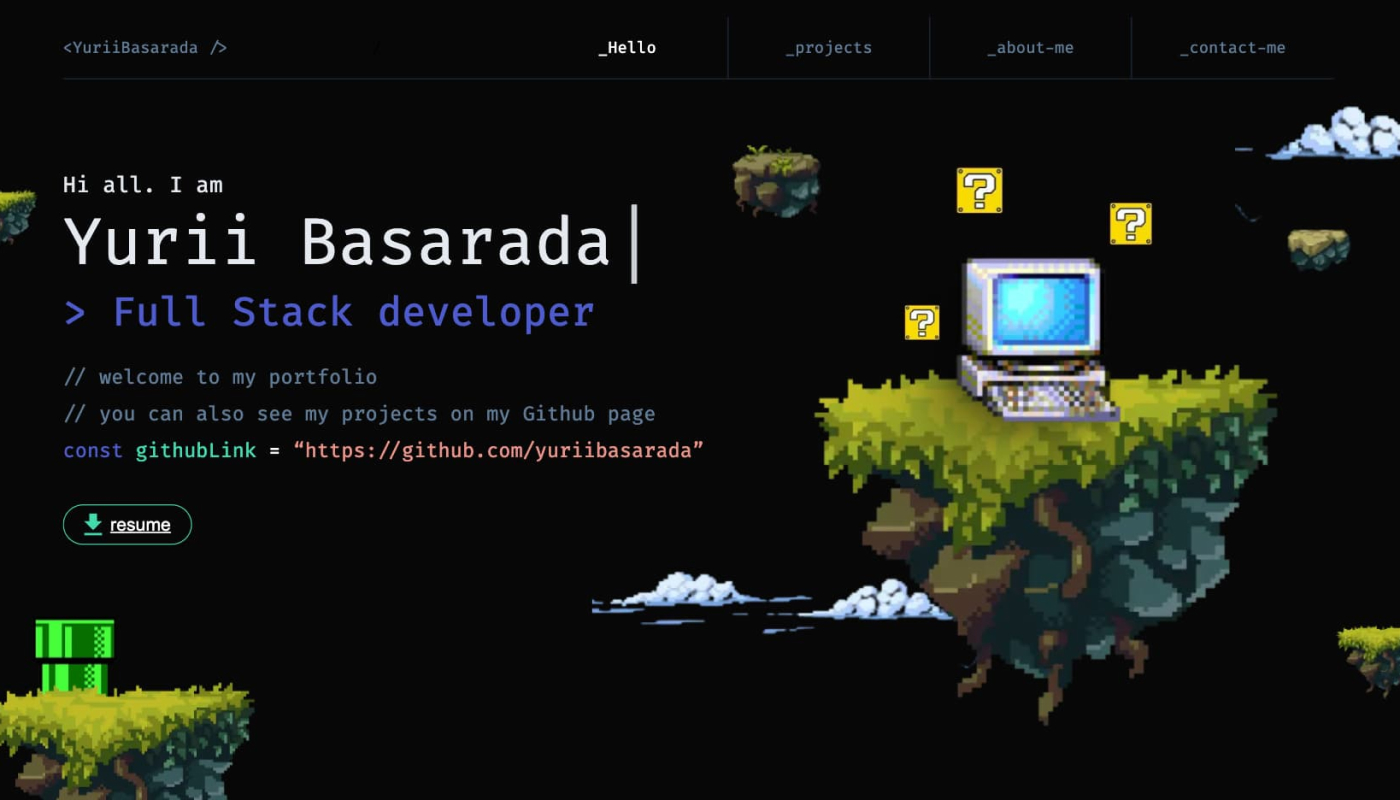 <YuriiBasarada />
_Hello
_projects
_about-me
_contact-me
Hi all. I am
Yurii Basarada
> Full Stack developer
// welcome to my portfolio
// you can also see my projects on my Github page
const githubLink = “https://github.com/yuriibasarada”
resume
?
?
?